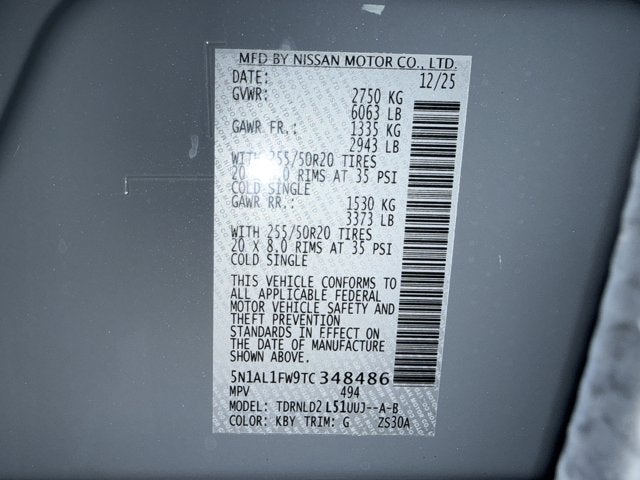 MFD BY NISSAN MOTOR CO., LTD.
DATE: 12/25
GVWR: 2750 KG
6063 LB
GAWR FR.: 1335 KG
2943 LB
WITH 255/50R20 TIRES
20 .0 RIMS AT 35 PSI
COLD SINGLE
GAWR RR.: 1530 KG
3373 LB
WITH 255/50R20 TIRES
20 X 8.0 RIMS AT 35 PSI
COLD SINGLE
THIS VEHICLE CONFORMS TO
ALL APPLICABLE FEDERAL
MOTOR VEHICLE SAFETY AND
THEFT PREVENTION
STANDARDS IN EFFECT ON
THE DATE OF MANUFACTURE
SHOWN ABOVE.
5N1AL1FW9TC348486
MPV 494
MODEL: TDRNLD2 L51UUJ--A-B
COLOR: KBY TRIM: G ZS30A